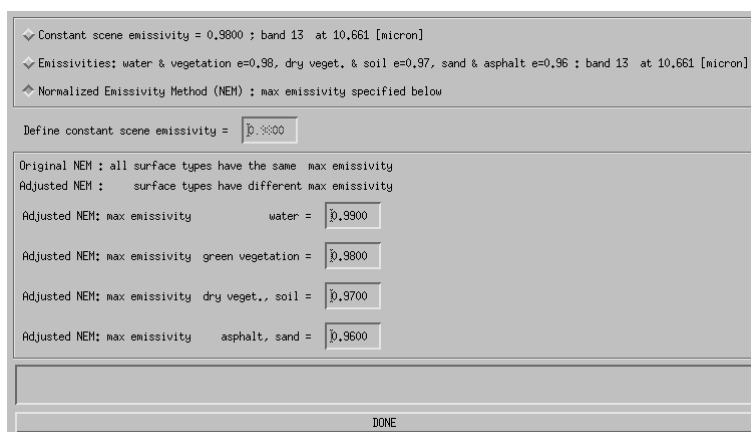 Constant scene emissivity = 0.9800 ; band 13 at 10.661 [micron]
Emissivities: water & vegetation e=0.98, dry veget. & soil e=0.97, sand & asphalt e=0.96 : band 13 at 10.661 [micron]
Normalized Emissivity Method (NEM) : max emissivity specified below
Define constant scene emissivity = 0.9800
Original NEM : all surface types have the same max emissivity
Adjusted NEM : surface types have different max emissivity
Adjusted NEM: max emissivity water = 0.9900
Adjusted NEM: max emissivity green vegetation = 0.9800
Adjusted NEM: max emissivity dry veget., soil = 0.9700
Adjusted NEM: max emissivity asphalt, sand = 0.9600
DONE